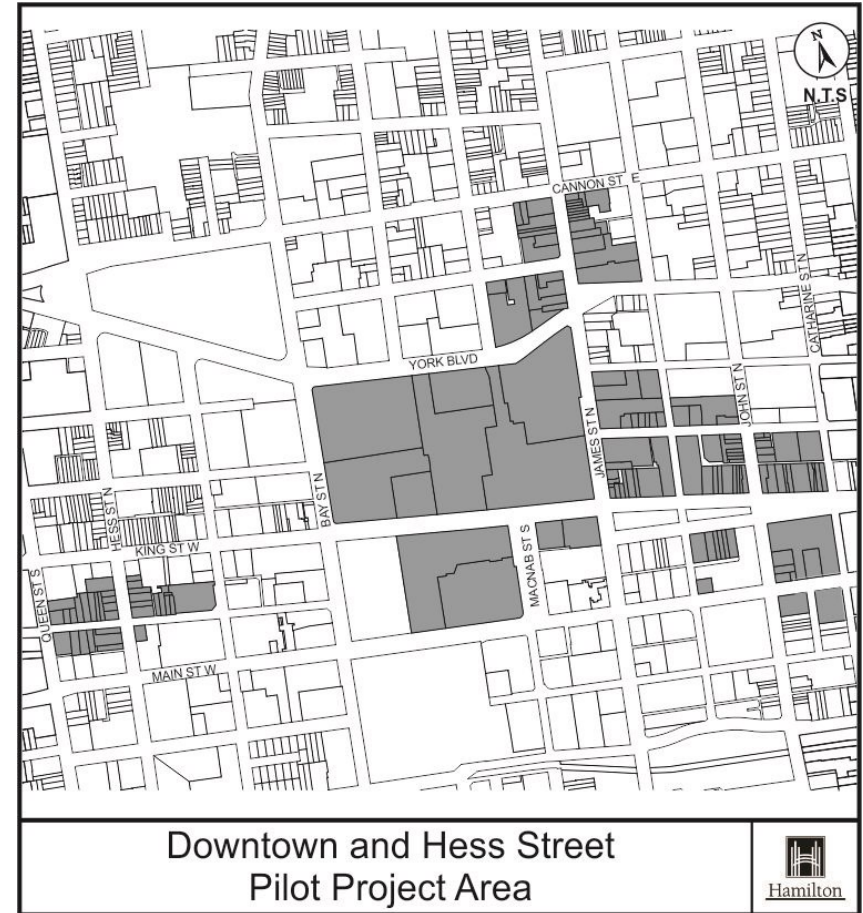 N
N.T.S
CANNON ST E
CATHARINE ST N
YORK BLVD
JOHN ST N
JAMES ST N
BAY ST N
HESS ST N
KING ST W
MACNAB ST S
QUEEN ST S
MAIN ST W
Downtown and Hess Street
Pilot Project Area
Hamilton